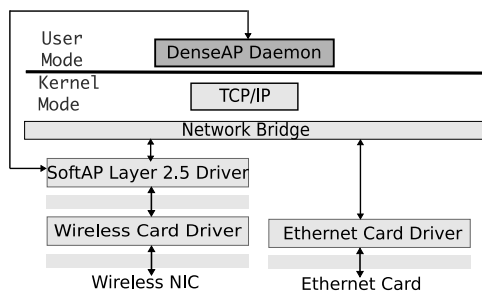 User
Mode
DenseAP Daemon
Kernel
Mode
TCP/IP
Network Bridge
SoftAP Layer 2.5 Driver
Wireless Card Driver
Ethernet Card Driver
Wireless NIC
Ethernet Card